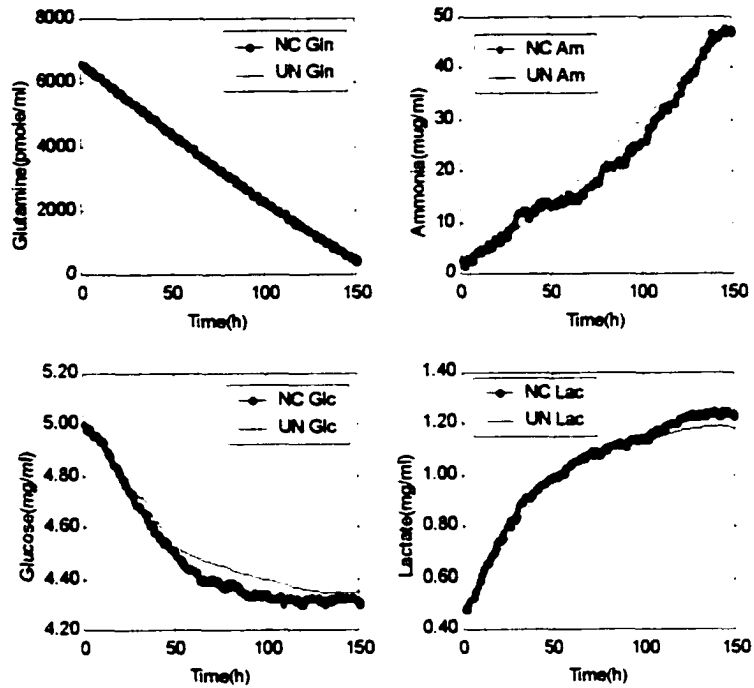 8000
6000
4000
2000
0
Glutamine(pmole/ml)
NC Gln
UN Gln
0 50 100 150
Time(h)
50
40
30
20
10
0
Ammonia(mug/ml)
NC Am
UN Am
0 50 100 150
Time(h)
5.20
5.00
4.80
4.60
4.40
4.20
Glucose(mg/ml)
NC Glc
UN Glc
0 50 100 150
Time(h)
1.40
1.20
1.00
0.80
0.60
0.40
Lactate(mg/ml)
NC Lac
UN Lac
0 50 100 150
Time(h)